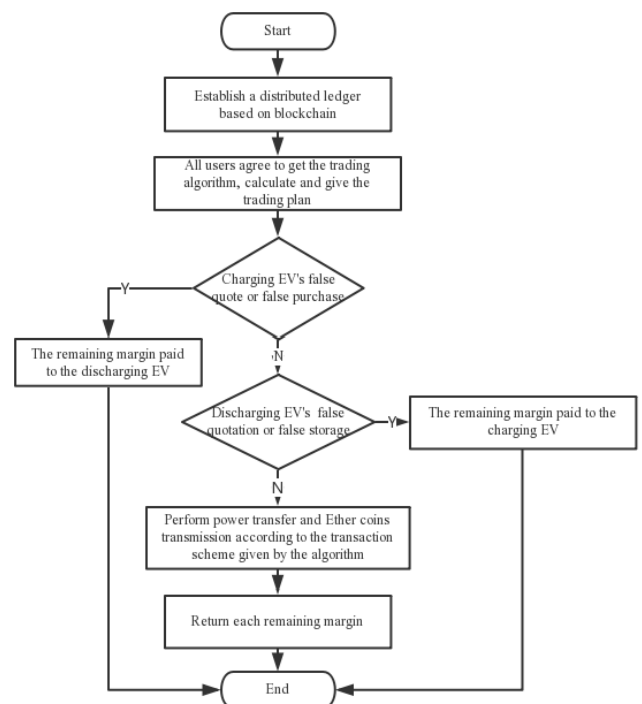 Start
Establish a distributed ledger
based on blockchain
All users agree to get the trading
algorithm, calculate and give the
trading plan
Charging EV's false
quote or false purchase
Y
The remaining margin paid
to the discharging EV
N
Discharging EV's false
quotation or false storage
Y
The remaining margin paid to the
charging EV
N
Perform power transfer and Ether coins
transmission according to the transaction
scheme given by the algorithm
Return each remaining margin
End